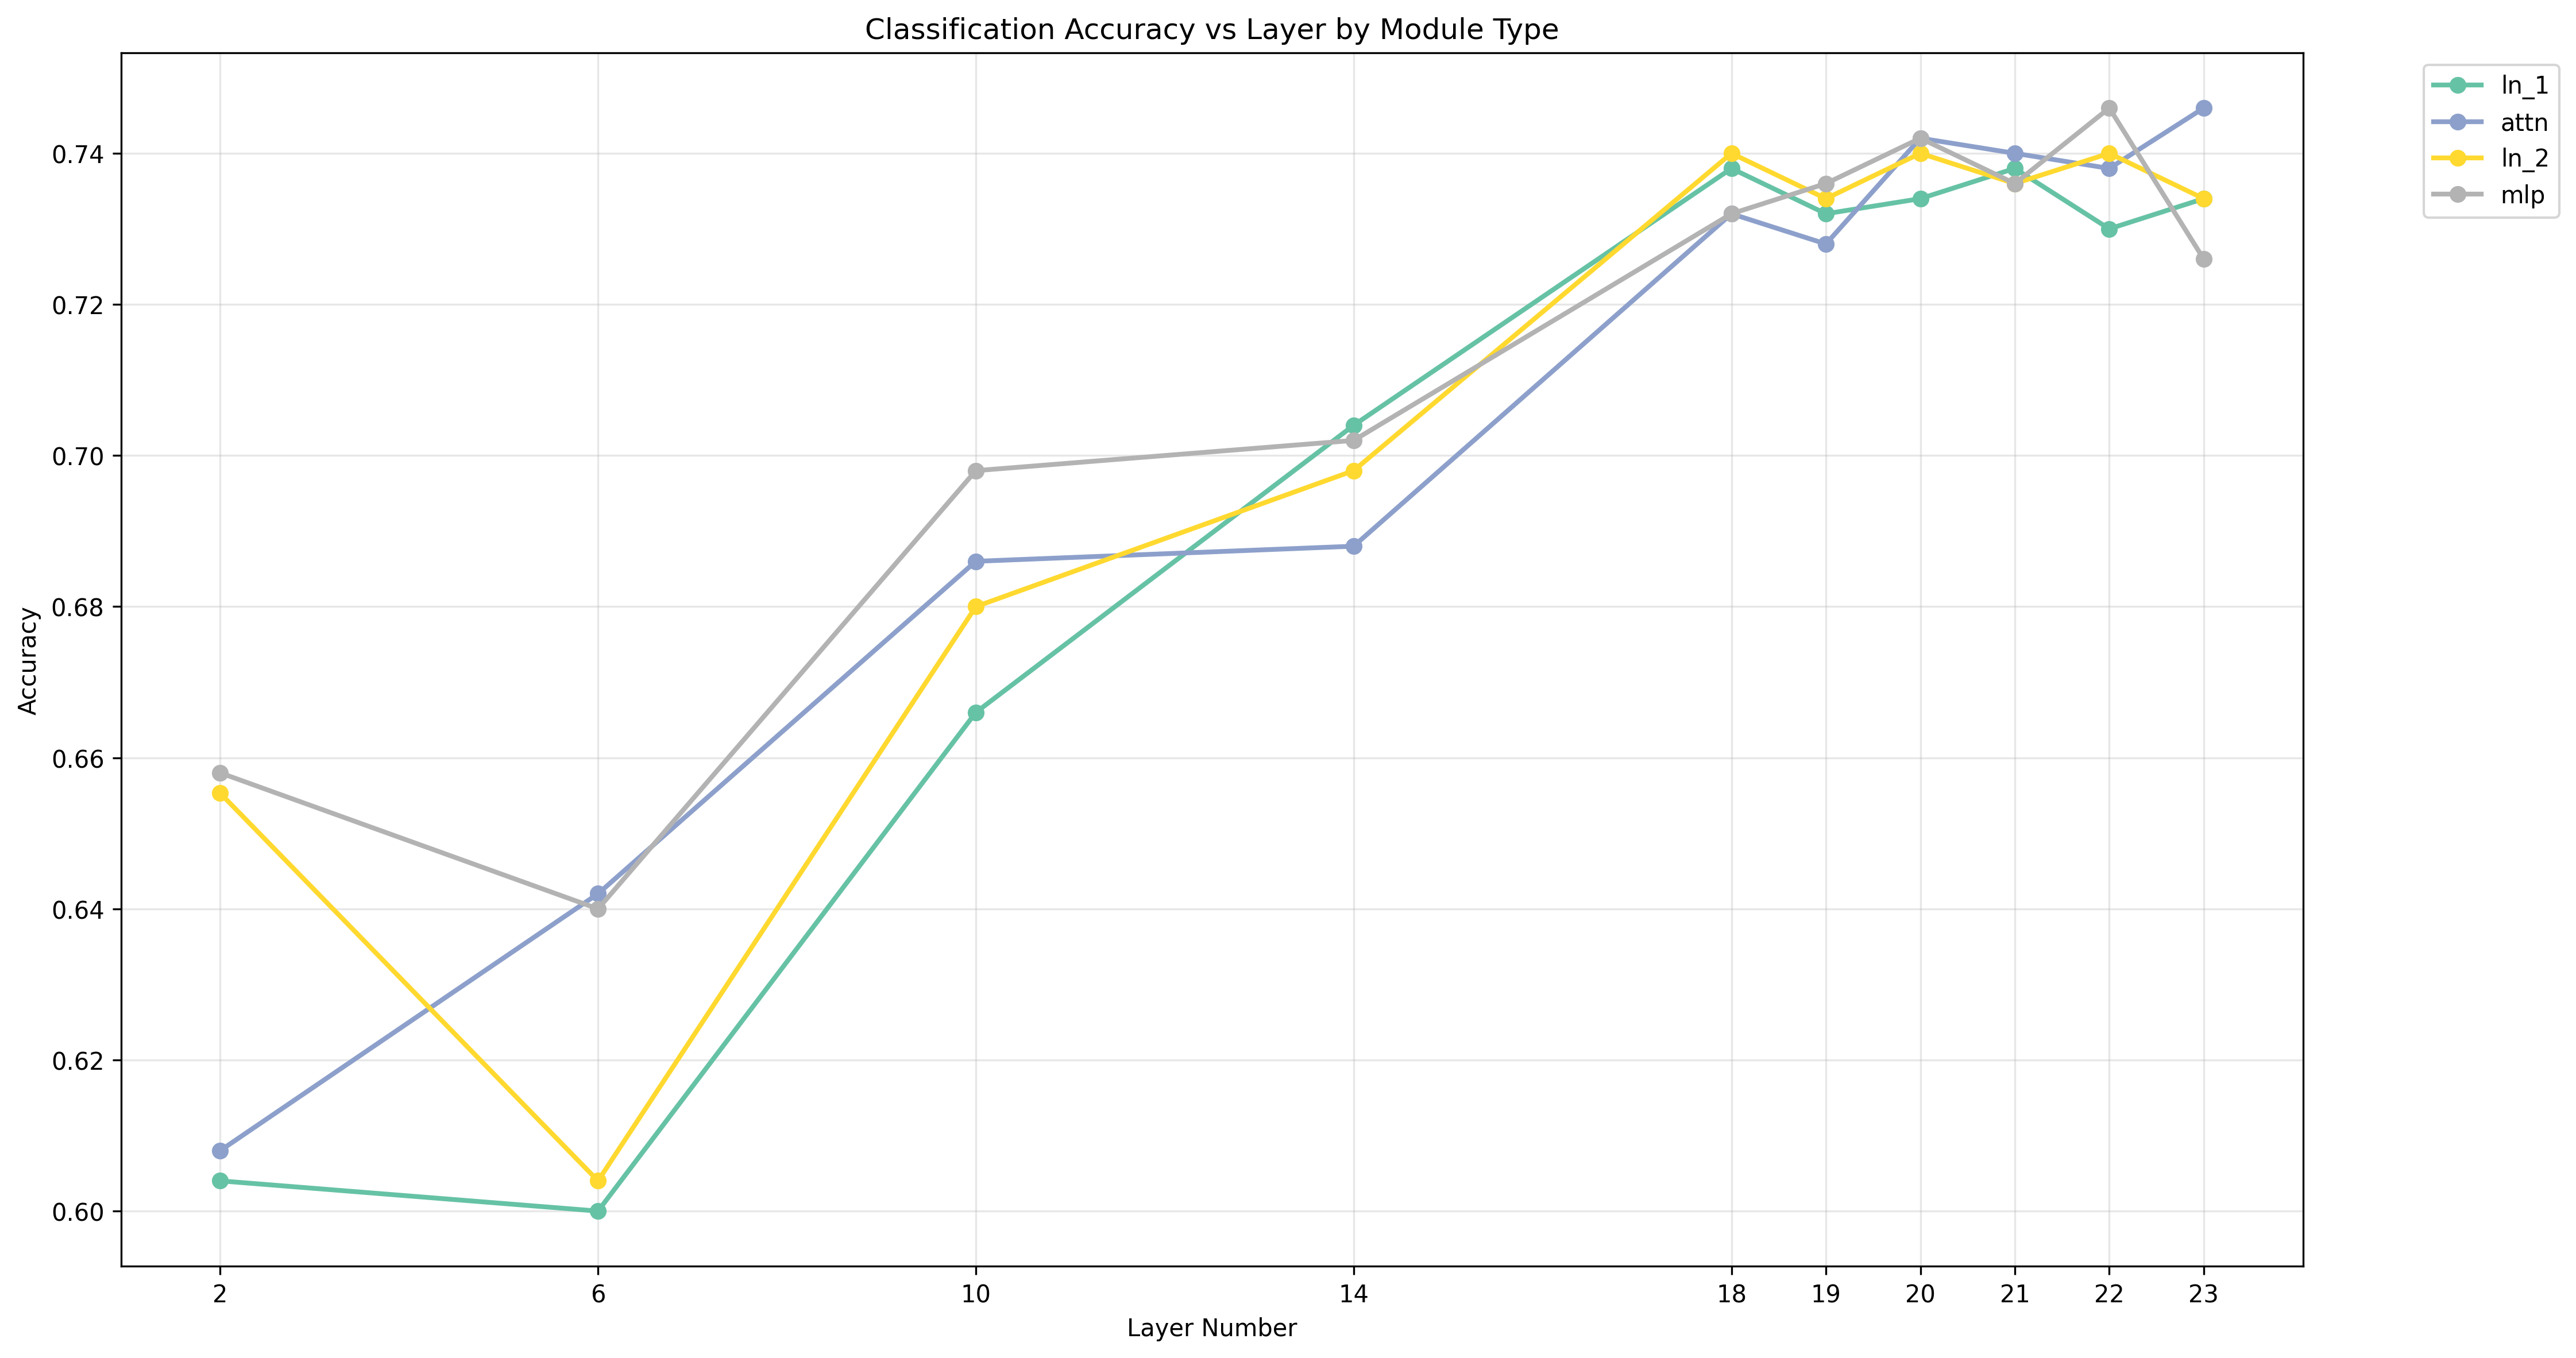 Classification Accuracy vs Layer by Module Type
ln_1
attn
ln_2
mlp
Accuracy
0.74
0.72
0.70
0.68
0.66
0.64
0.62
0.60
2 6 10 14 18 19 20 21 22 23
Layer Number